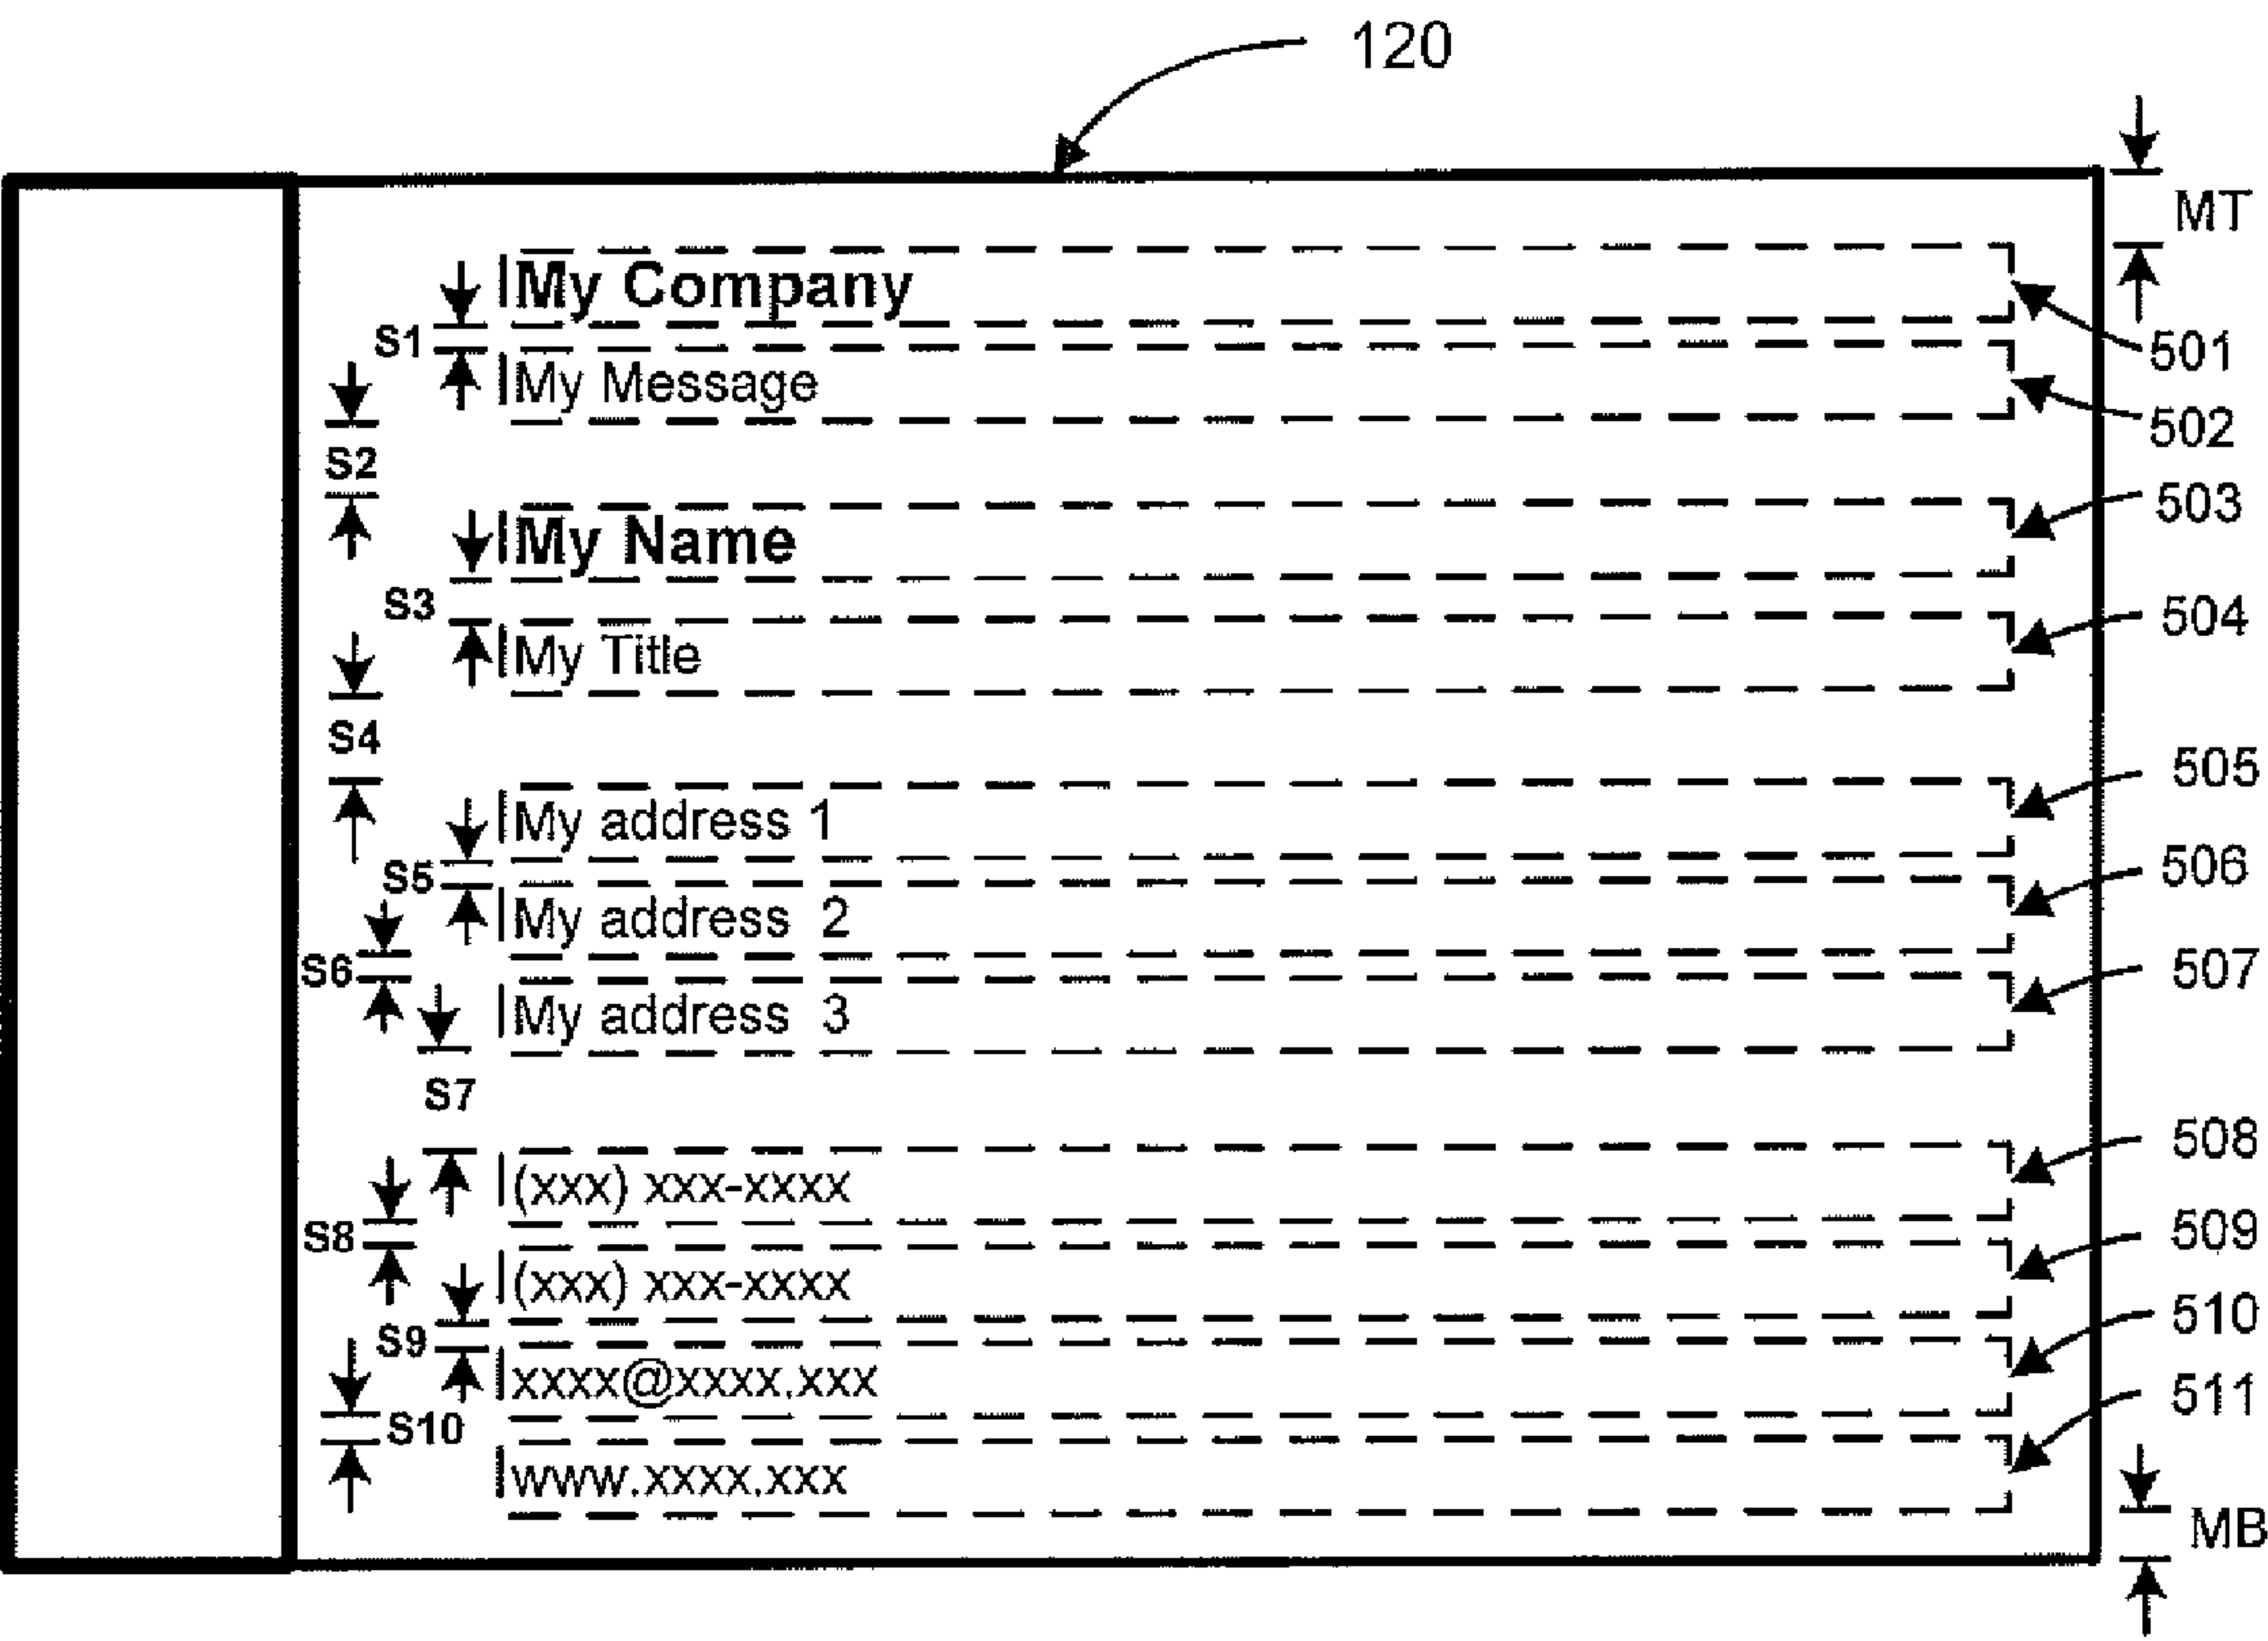 120
MT
My Company
S1
501
My Message
502
S2
503
My Name
S3
504
My Title
S4
505
My address 1
S5
506
My address 2
S6
507
My address 3
S7
508
(xxx) xxx-xxxx
S8
509
(xxx) xxx-xxxx
510
S9
xxxx@xxxx.xxx
511
S10
www.xxxx.xxx
MB